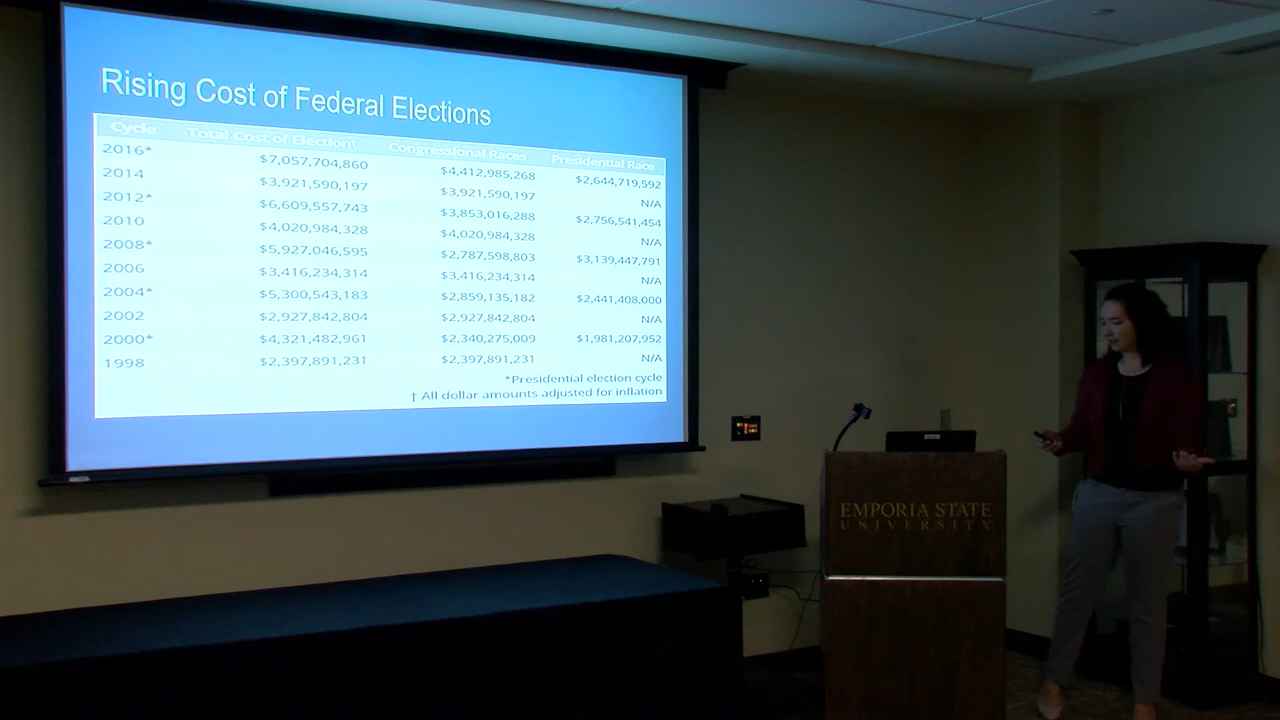 Rising Cost of Federal Elections
Cycle Total Cost of Election† Congressional Races Presidential Race
2016* $7,057,704,860 $4,412,985,268 $2,644,719,592
2014 $3,921,590,197 $3,921,590,197 N/A
2012* $6,609,557,743 $3,853,016,288 $2,756,541,454
2010 $4,020,984,328 $4,020,984,328 N/A
2008* $5,927,046,595 $2,787,598,803 $3,139,447,791
2006 $3,416,234,314 $3,416,234,314 N/A
2004* $5,300,543,183 $2,859,135,182 $2,441,408,000
2002 $2,927,842,804 $2,927,842,804 N/A
2000* $4,321,482,961 $2,340,275,009 $1,981,207,952
1998 $2,397,891,231 $2,397,891,231 N/A
*Presidential election cycle
† All dollar amounts adjusted for inflation
EMPORIA STATE
UNIVERSITY